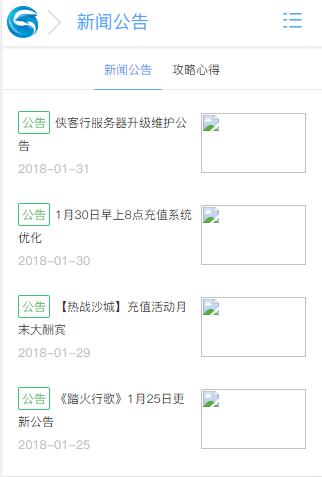 新闻公告
新闻公告 攻略心得
公告 侠客行服务器升级维护公
告
2018-01-31
公告 1月30日早上8点充值系统
优化
2018-01-30
公告 【热战沙城】充值活动月
末大酬宾
2018-01-29
公告 《踏火行歌》1月25日更
新公告
2018-01-25